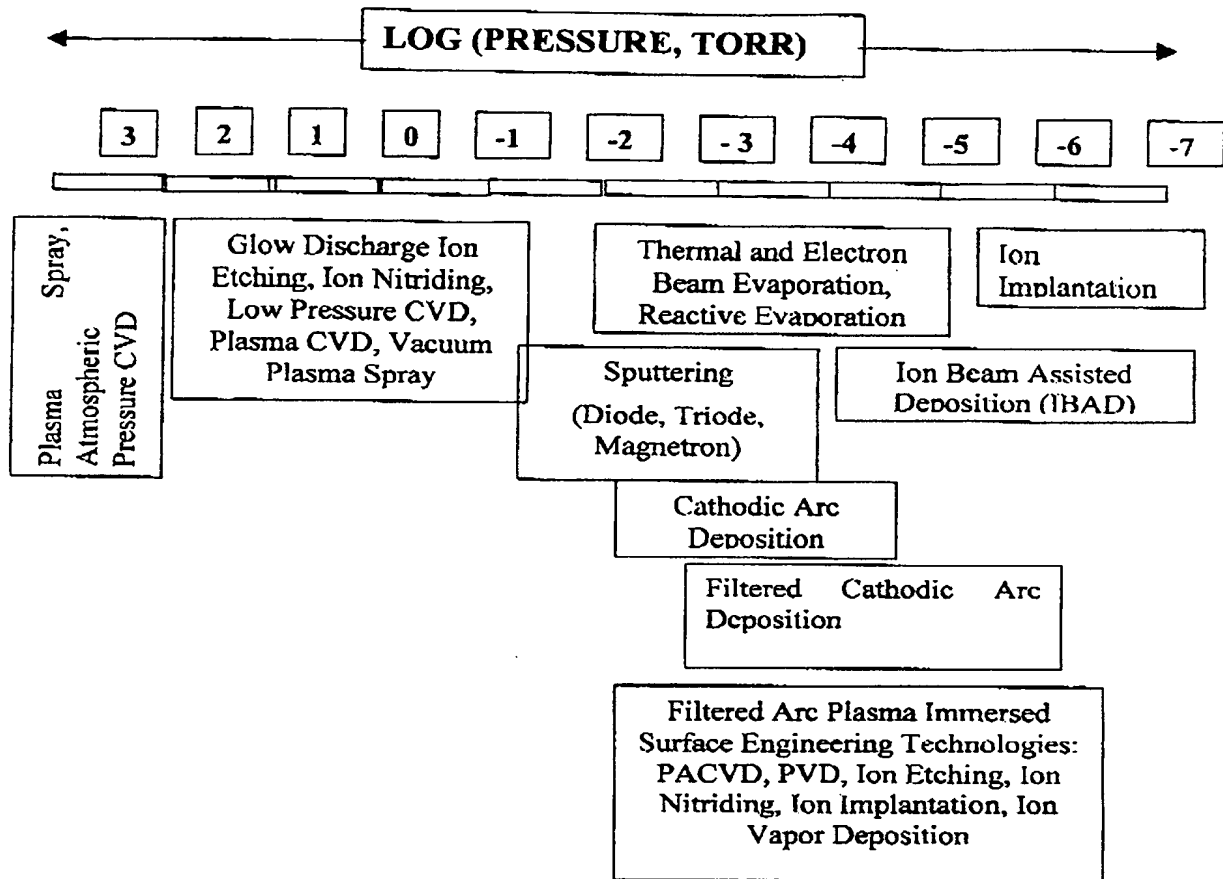 LOG (PRESSURE, TORR)
3 2 1 0 -1 -2 - 3 -4 -5 -6 -7
Plasma Spray,
Atmospheric
Pressure CVD
Glow Discharge Ion
Etching, Ion Nitriding,
Low Pressure CVD,
Plasma CVD, Vacuum
Plasma Spray
Thermal and Electron
Beam Evaporation,
Reactive Evaporation
Ion
Implantation
Sputtering
(Diode, Triode,
Magnetron)
Ion Beam Assisted
Deposition (IBAD)
Cathodic Arc
Deposition
Filtered Cathodic Arc
Deposition
Filtered Arc Plasma Immersed
Surface Engineering Technologies:
PACVD, PVD, Ion Etching, Ion
Nitriding, Ion Implantation, Ion
Vapor Deposition